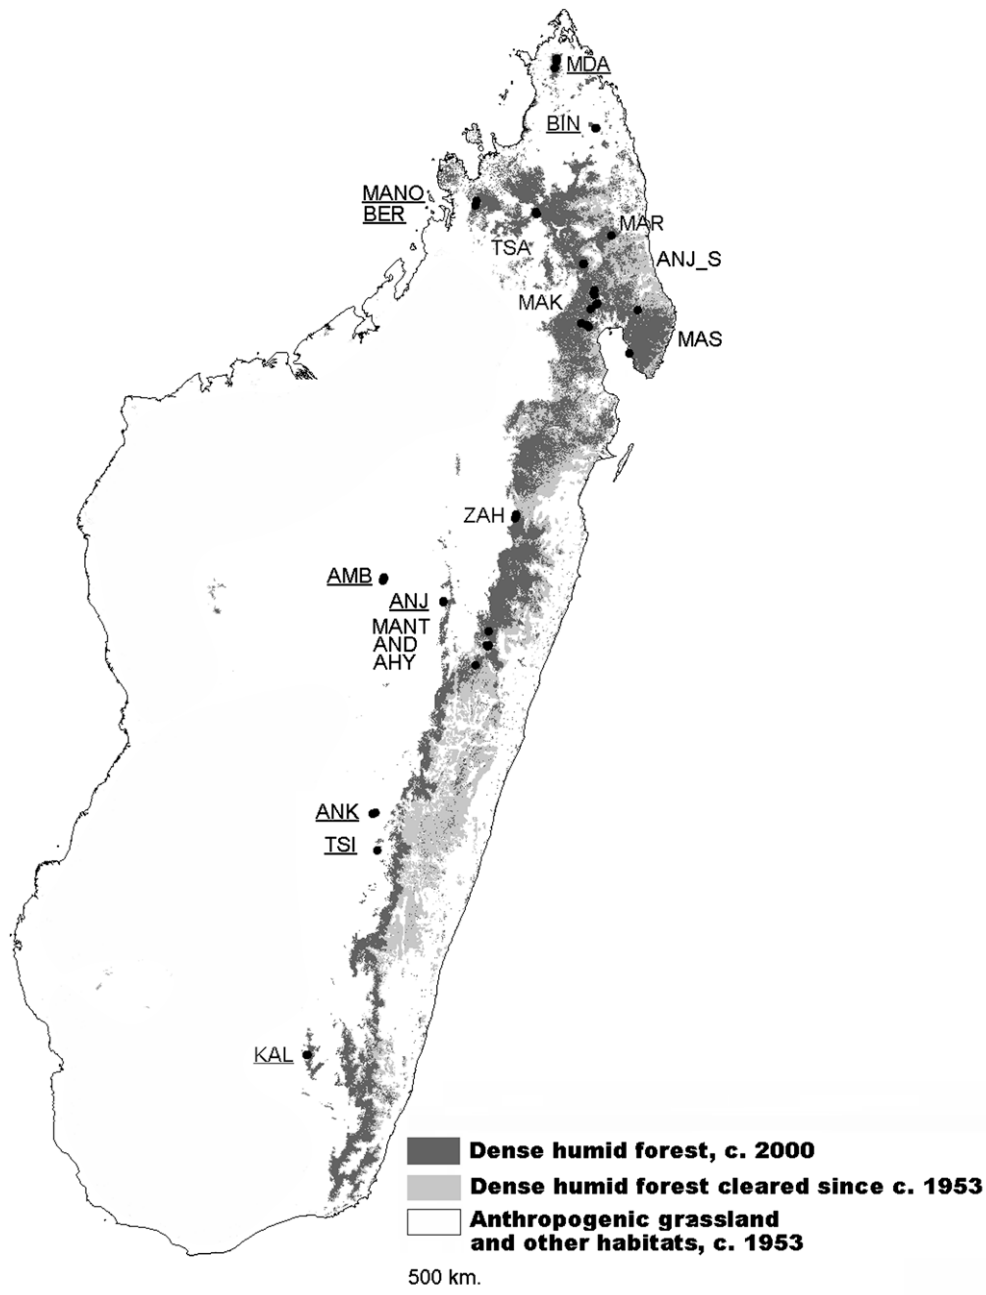 MDA
BIN
MANO
BER
MAR
TSA
ANJ_S
MAK
MAS
ZAH
AMB
ANJ
MANT
AND
AHY
ANK
TSI
KAL
Dense humid forest, c. 2000
Dense humid forest cleared since c. 1953
Anthropogenic grassland
and other habitats, c. 1953
500 km.